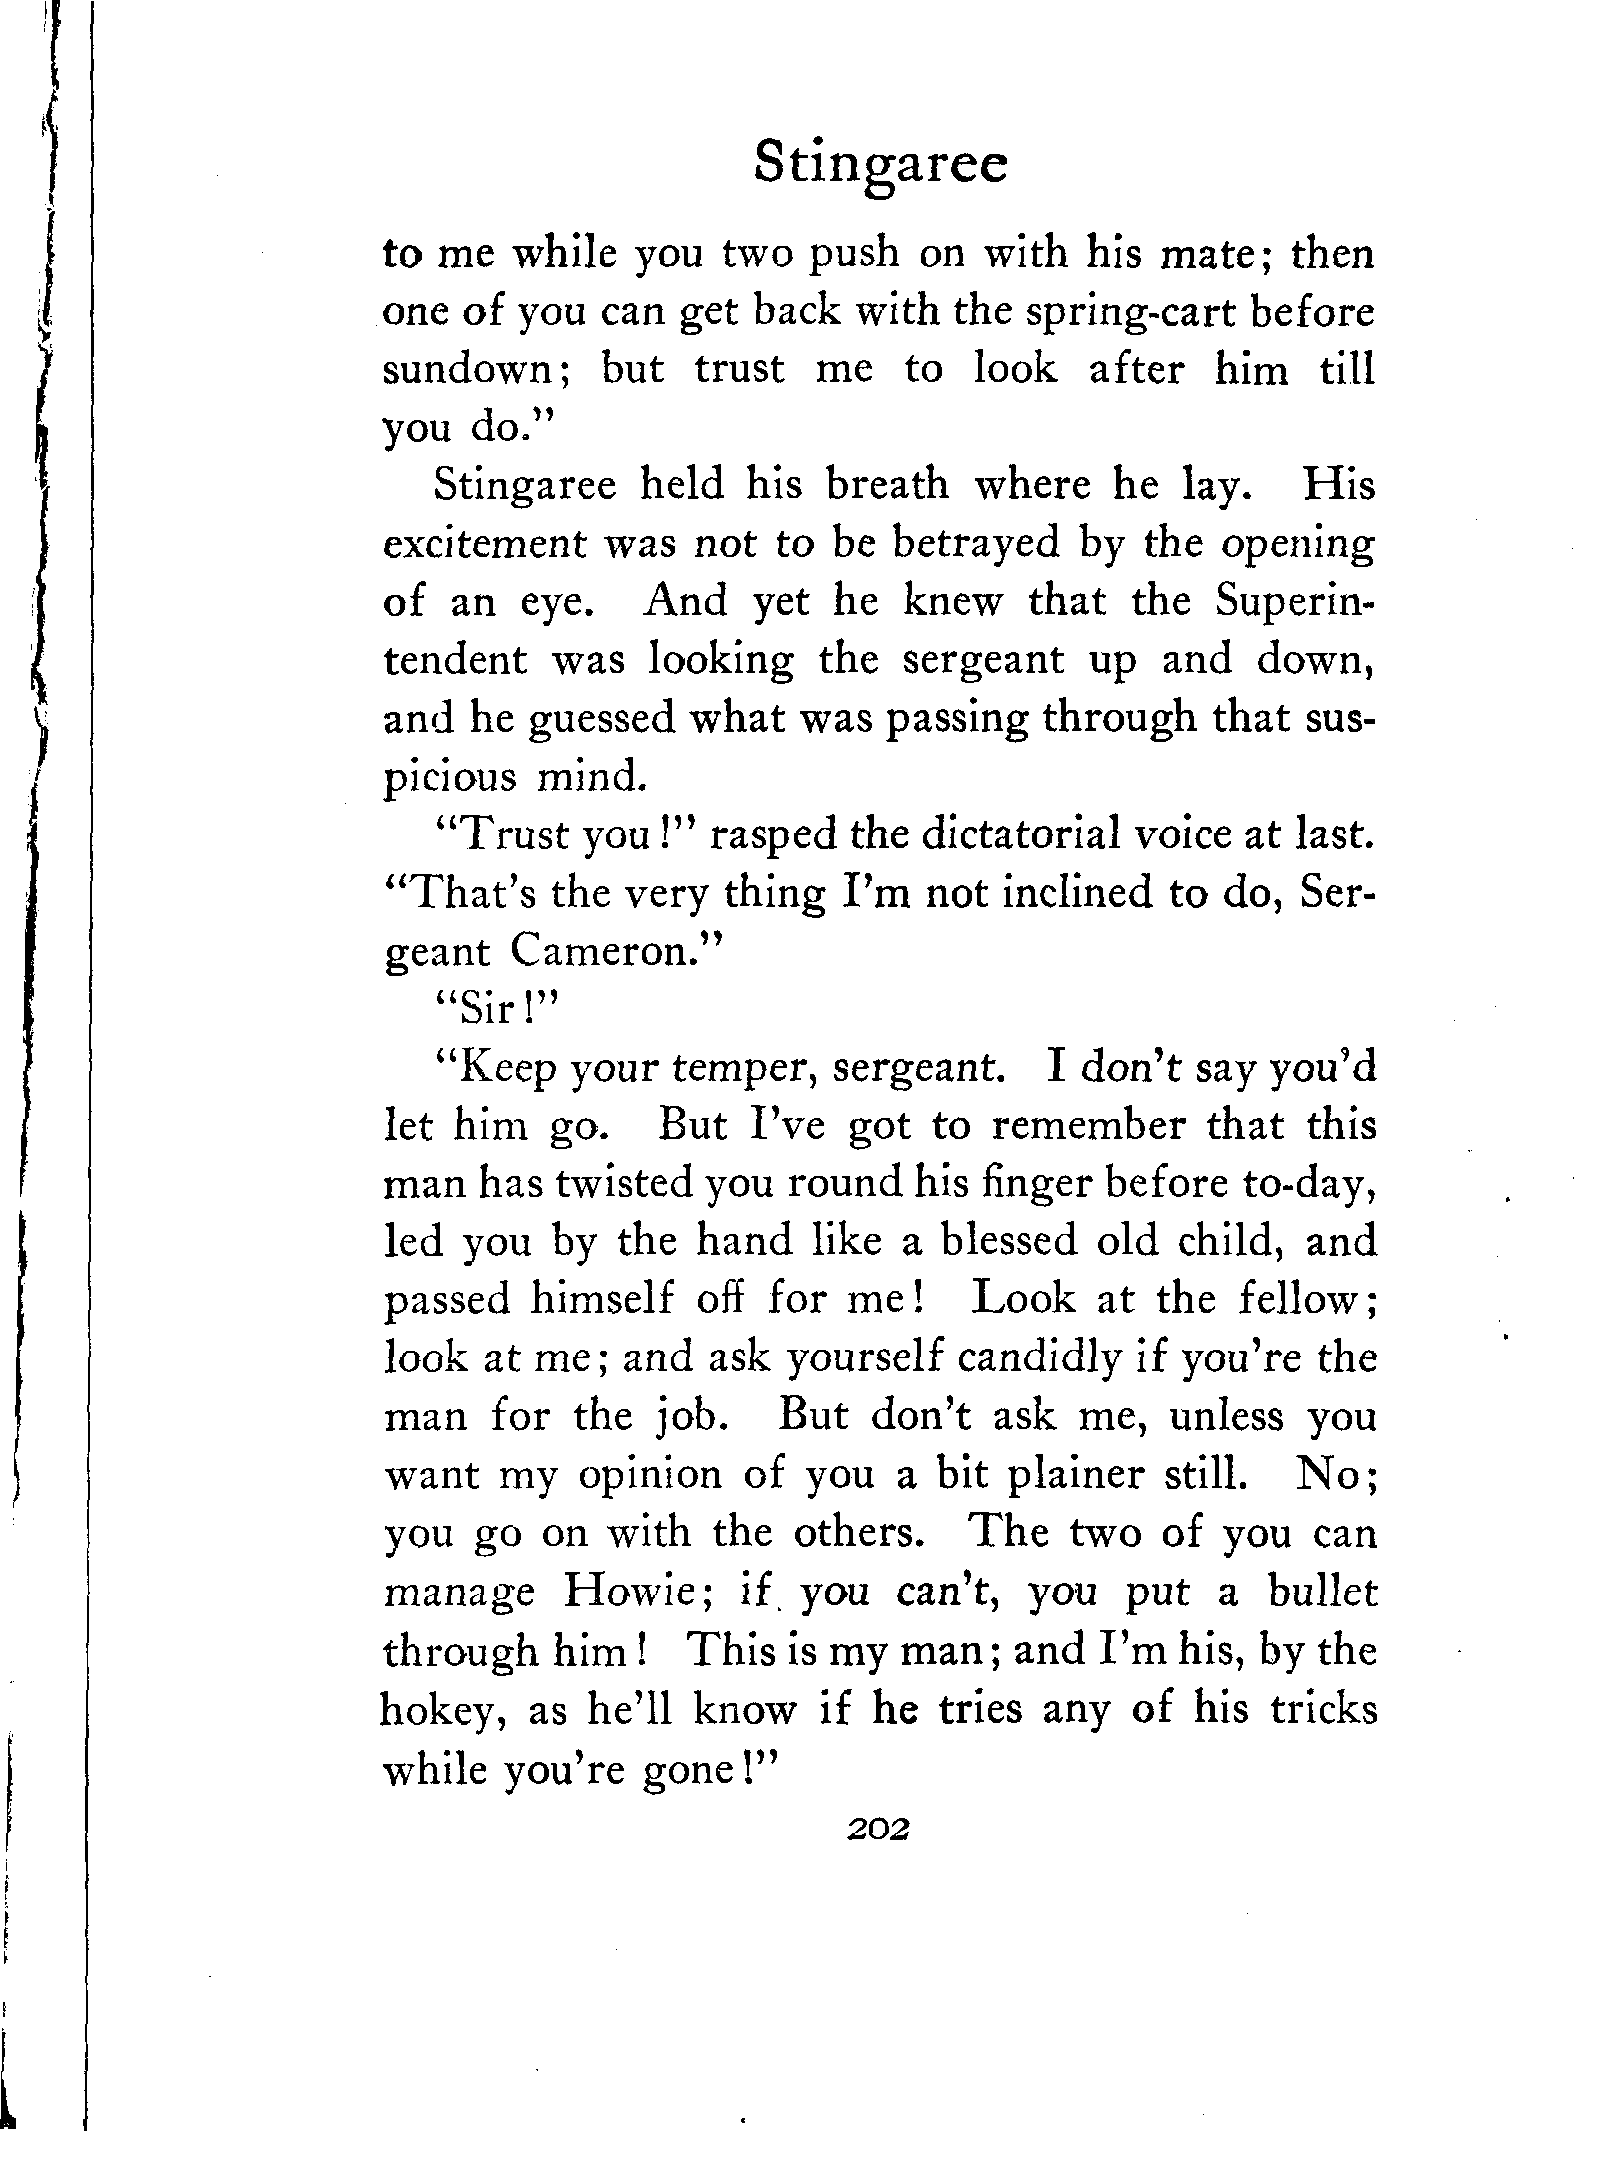 Stingaree
to me while you two push on with his mate; then
one of you can get back with the spring-cart before
sundown; but trust me to look after him till
you do."
Stingaree held his breath where he lay. His
excitement was not to be betrayed by the opening
of an eye. And yet he knew that the Superin-
tendent was looking the sergeant up and down,
and he guessed what was passing through that sus-
picious mind.
"Trust you!" rasped the dictatorial voice at last.
"That's the very thing I'm not inclined to do, Ser-
geant Cameron."
"Sir!"
"Keep your temper, sergeant. I don't say you'd
let him go. But I've got to remember that this
man has twisted you round his finger before to-day,
led you by the hand like a blessed old child, and
passed himself off for me! Look at the fellow;
look at me; and ask yourself candidly if you're the
man for the job. But don't ask me, unless you
want my opinion of you a bit plainer still. No;
you go on with the others. The two of you can
manage Howie; if you can't, you put a bullet
through him! This is my man; and I'm his, by the
hokey, as he'll know if he tries any of his tricks
while you're gone!"
202